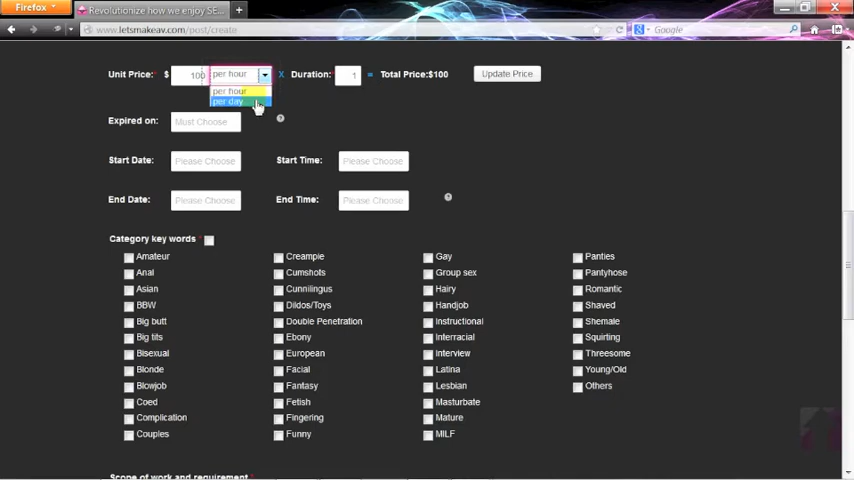 Firefox
Revolutionize how we enjoy SE...
+
www.letsmakeav.com/post/create
Google
Unit Price:* $ 100 per hour X Duration:* 1 = Total Price:$100 Update Price
per hour
per day
Expired on: Must Choose
Start Date: Please Choose Start Time: Please Choose
End Date: Please Choose End Time: Please Choose
Category key words *
Amateur Creampie Gay Panties
Anal Cumshots Group sex Pantyhose
Asian Cunnilingus Hairy Romantic
BBW Dildos/Toys Handjob Shaved
Big butt Double Penetration Instructional Shemale
Big tits Ebony Interracial Squirting
Bisexual European Interview Threesome
Blonde Facial Latina Young/Old
Blowjob Fantasy Lesbian Others
Coed Fetish Masturbate
Complication Fingering Mature
Couples Funny MILF
Scope of work and requirement *